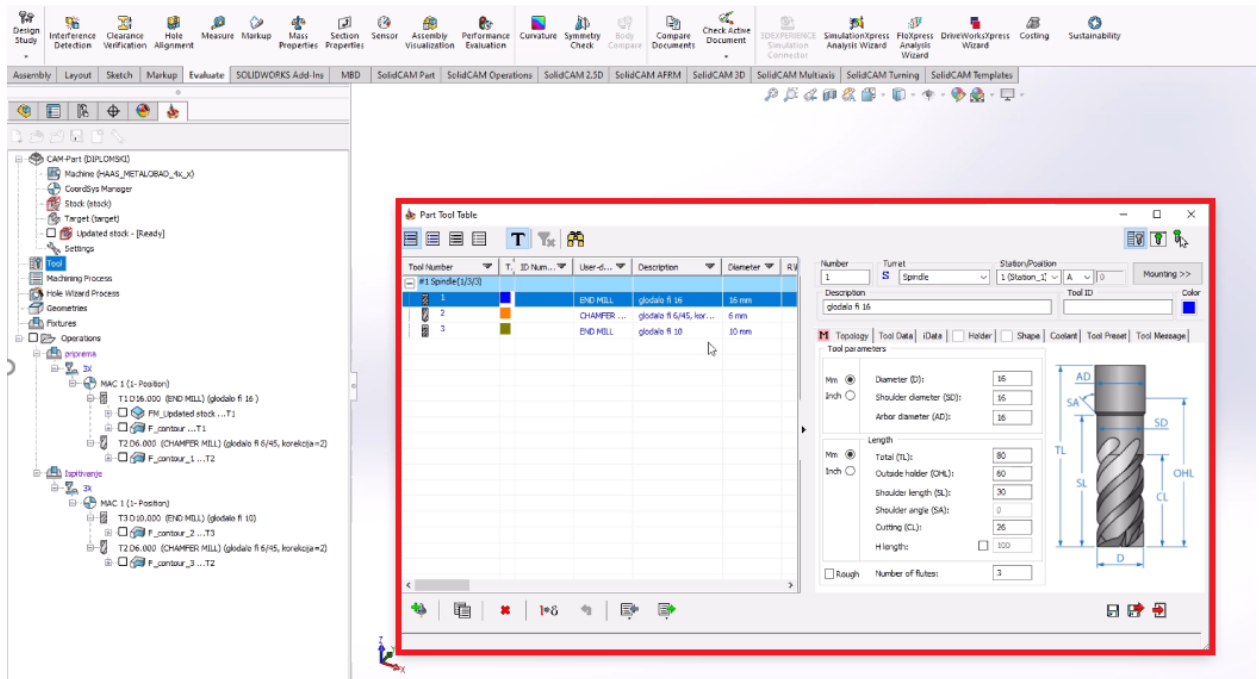 Design Study
Interference Detection
Clearance Verification
Hole Alignment
Measure
Markup
Mass Properties
Section Properties
Sensor
Assembly Visualization
Performance Evaluation
Curvature
Symmetry Check
Body Compare
Compare Documents
Check Active Document
3DEXPERIENCE Simulation Connector
SimulationXpress Analysis Wizard
FloXpress Analysis Wizard
DriveWorksXpress Wizard
Costing
Sustainability
Assembly Layout Sketch Markup Evaluate SOLIDWORKS Add-Ins MBD SolidCAM Part SolidCAM Operations SolidCAM 2.5D SolidCAM AFRM SolidCAM 3D SolidCAM Multiaxis SolidCAM Turning SolidCAM Templates
CAM-Part (DIPLOMSKI)
Machine (HAAS_METALOBAD_4x_x)
CoordSys Manager
Stock (stock)
Target (target)
Updated stock - [Ready]
Settings
Tool
Machining Process
Hole Wizard Process
Geometries
Fixtures
Operations
priprema
3X
MAC 1 (1- Position)
T1 D16.000 (END MILL) (glodalo fi 16 )
FM_Updated stock ...T1
F_contour ...T1
T2 D6.000 (CHAMFER MILL) (glodalo fi 6/45, korekcija=2)
F_contour_1 ...T2
Ispitivanje
3X
MAC 1 (1- Position)
T3 D10.000 (END MILL) (glodalo fi 10)
F_contour_2 ...T3
T2 D6.000 (CHAMFER MILL) (glodalo fi 6/45, korekcija=2)
F_contour_3 ...T2
Part Tool Table
Tool Number T. ID Num... User-d... Description Diameter
#1 Spindle(1/3/3)
1 END MILL glodalo fi 16 16 mm
2 CHAMFER ... glodalo fi 6/45, kor... 6 mm
3 END MILL glodalo fi 10 10 mm
Number Turret Station/Position
1 S Spindle 1 (Station_1) A 0 Mounting >>
Description Tool ID Color
glodalo fi 16
M Topology Tool Data iData Holder Shape Coolant Tool Preset Tool Message
Tool parameters
Mm Diameter (D): 16
Inch Shoulder diameter (SD): 16
Arbor diameter (AD): 16
Length
Mm Total (TL): 80
Inch Outside holder (OHL): 60
Shoulder length (SL): 30
Shoulder angle (SA): 0
Cutting (CL): 26
H length: 100
Rough Number of flutes: 3
AD
SA
SD
TL
OHL
SL
CL
D
Z
X